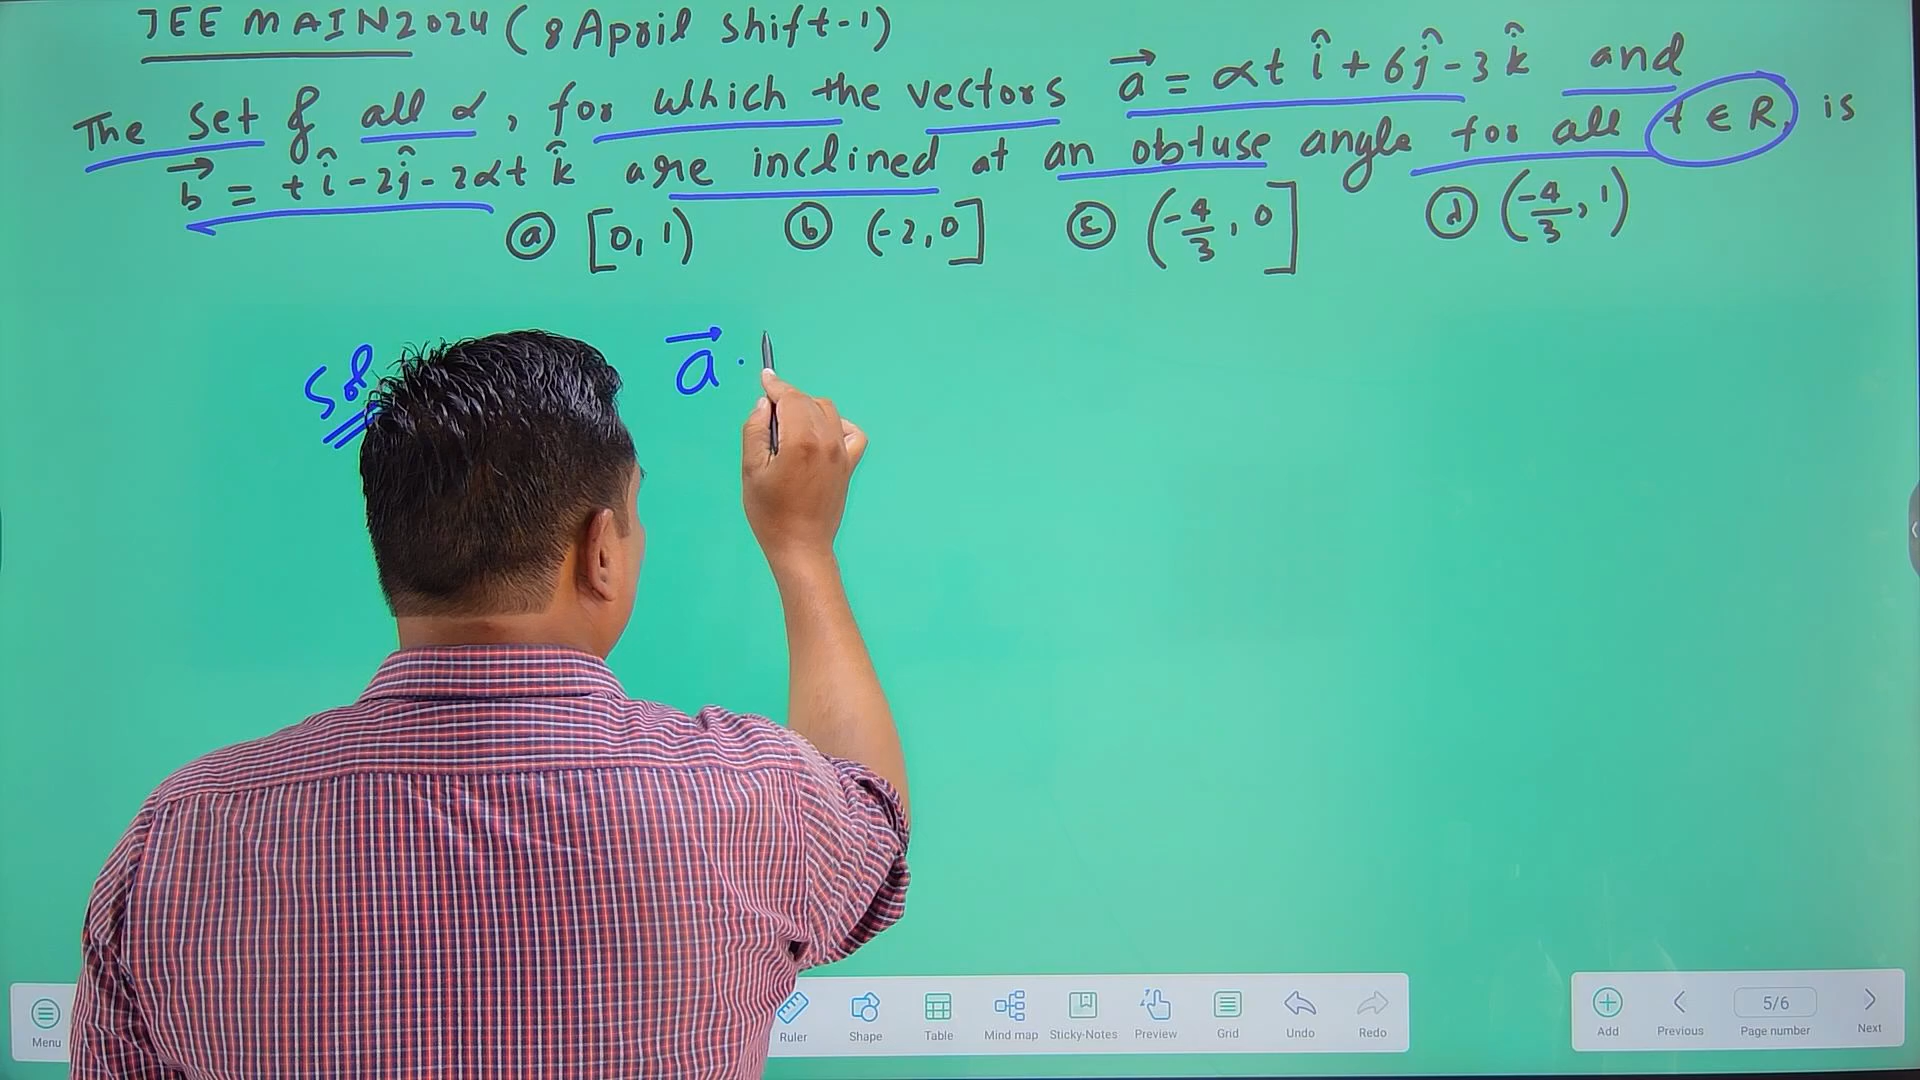 JEE MAIN 2024 (8 April shift-1)
The set of all α, for which the vectors a⃗ = αt î + 6ĵ - 3k̂ and
b⃗ = t î - 2ĵ - 2αt k̂ are inclined at an obtuse angle for all t ∈ R, is
ⓐ [0, 1) ⓑ (-2, 0] ⓒ (-4/3, 0] ⓓ (-4/3, 1)
Sol a⃗ ·
Menu Ruler Shape Table Mind map Sticky-Notes Preview Grid Undo Redo Add Previous 5/6 Page number Next